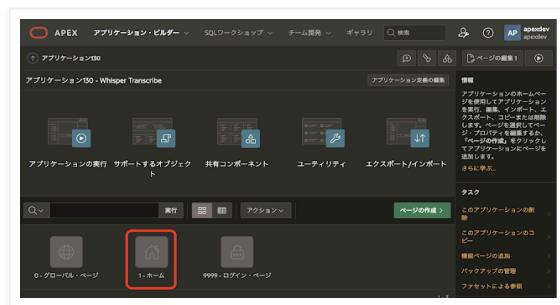 APEX アプリケーション・ビルダー SQLワークショップ チーム開発 ギャラリ 検索 AP apexdev apexdev
アプリケーション130 ページの編集1
アプリケーション130 - Whisper Transcribe アプリケーション定義の編集
アプリケーションの実行
サポートするオブジェク
ト
共有コンポーネント
ユーティリティ
エクスポート/インポート
実行 アクション ページの作成 >
0 - グローバル・ページ
1 - ホーム
9999 - ログイン・ページ
情報
アプリケーションのホームペー
ジを使用してアプリケーション
を実行、編集、インポート、エ
クスポート、コピーまたは削除
します。ページを選択してペー
ジ・プロパティを編集するか、
「ページの作成」をクリックし
てアプリケーションにページを
追加します。
さらに学ぶ...
タスク
このアプリケーションの削
除
このアプリケーションのコ
ピー
機能ページの追加
バックアップの管理
ファセットによる参照